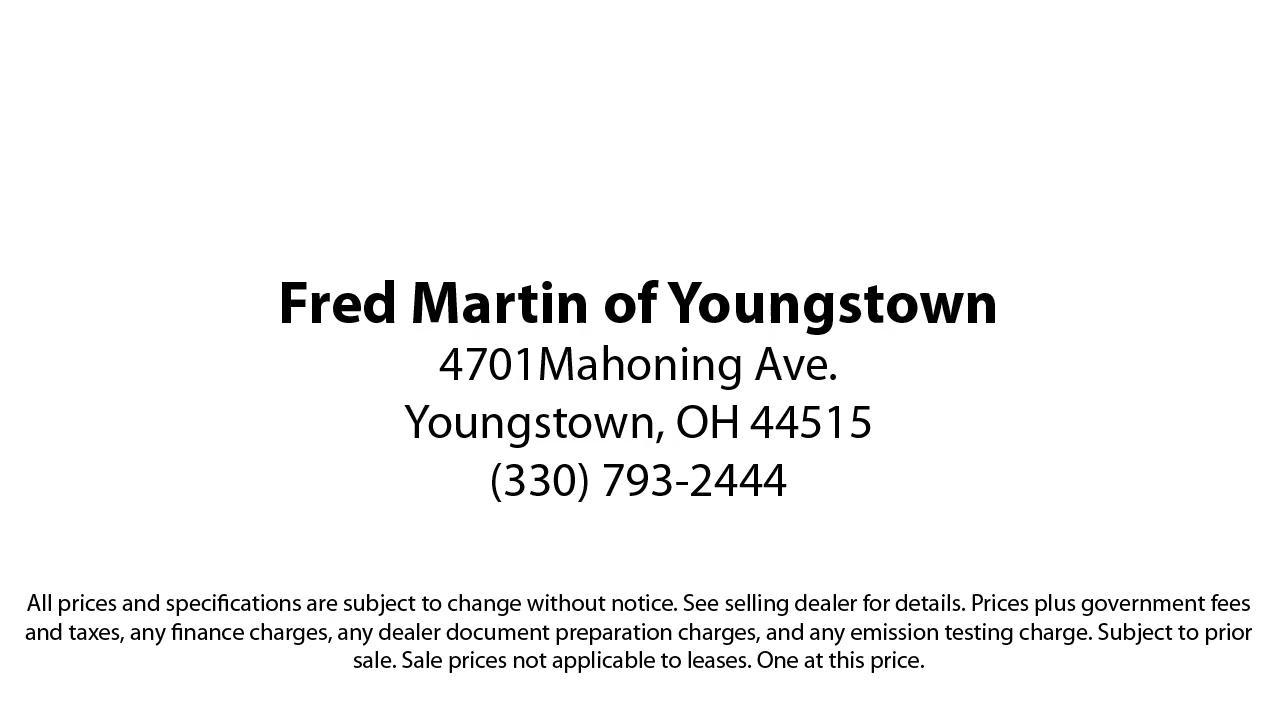 Fred Martin of Youngstown
4701Mahoning Ave.
Youngstown, OH 44515
(330) 793-2444
All prices and specifications are subject to change without notice. See selling dealer for details. Prices plus government fees
and taxes, any finance charges, any dealer document preparation charges, and any emission testing charge. Subject to prior
sale. Sale prices not applicable to leases. One at this price.